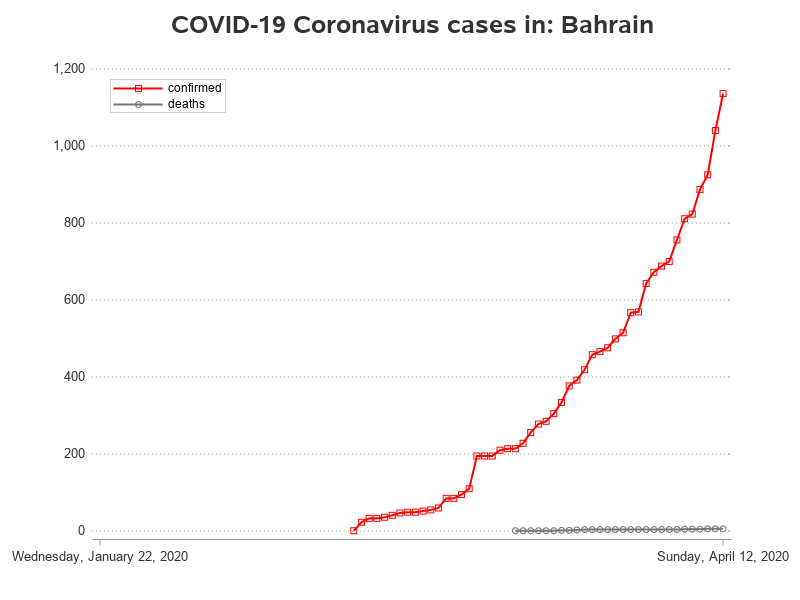 COVID-19 Coronavirus cases in: Bahrain
1,200
confirmed
deaths
1,000
800
600
400
200
0
Wednesday, January 22, 2020
Sunday, April 12, 2020